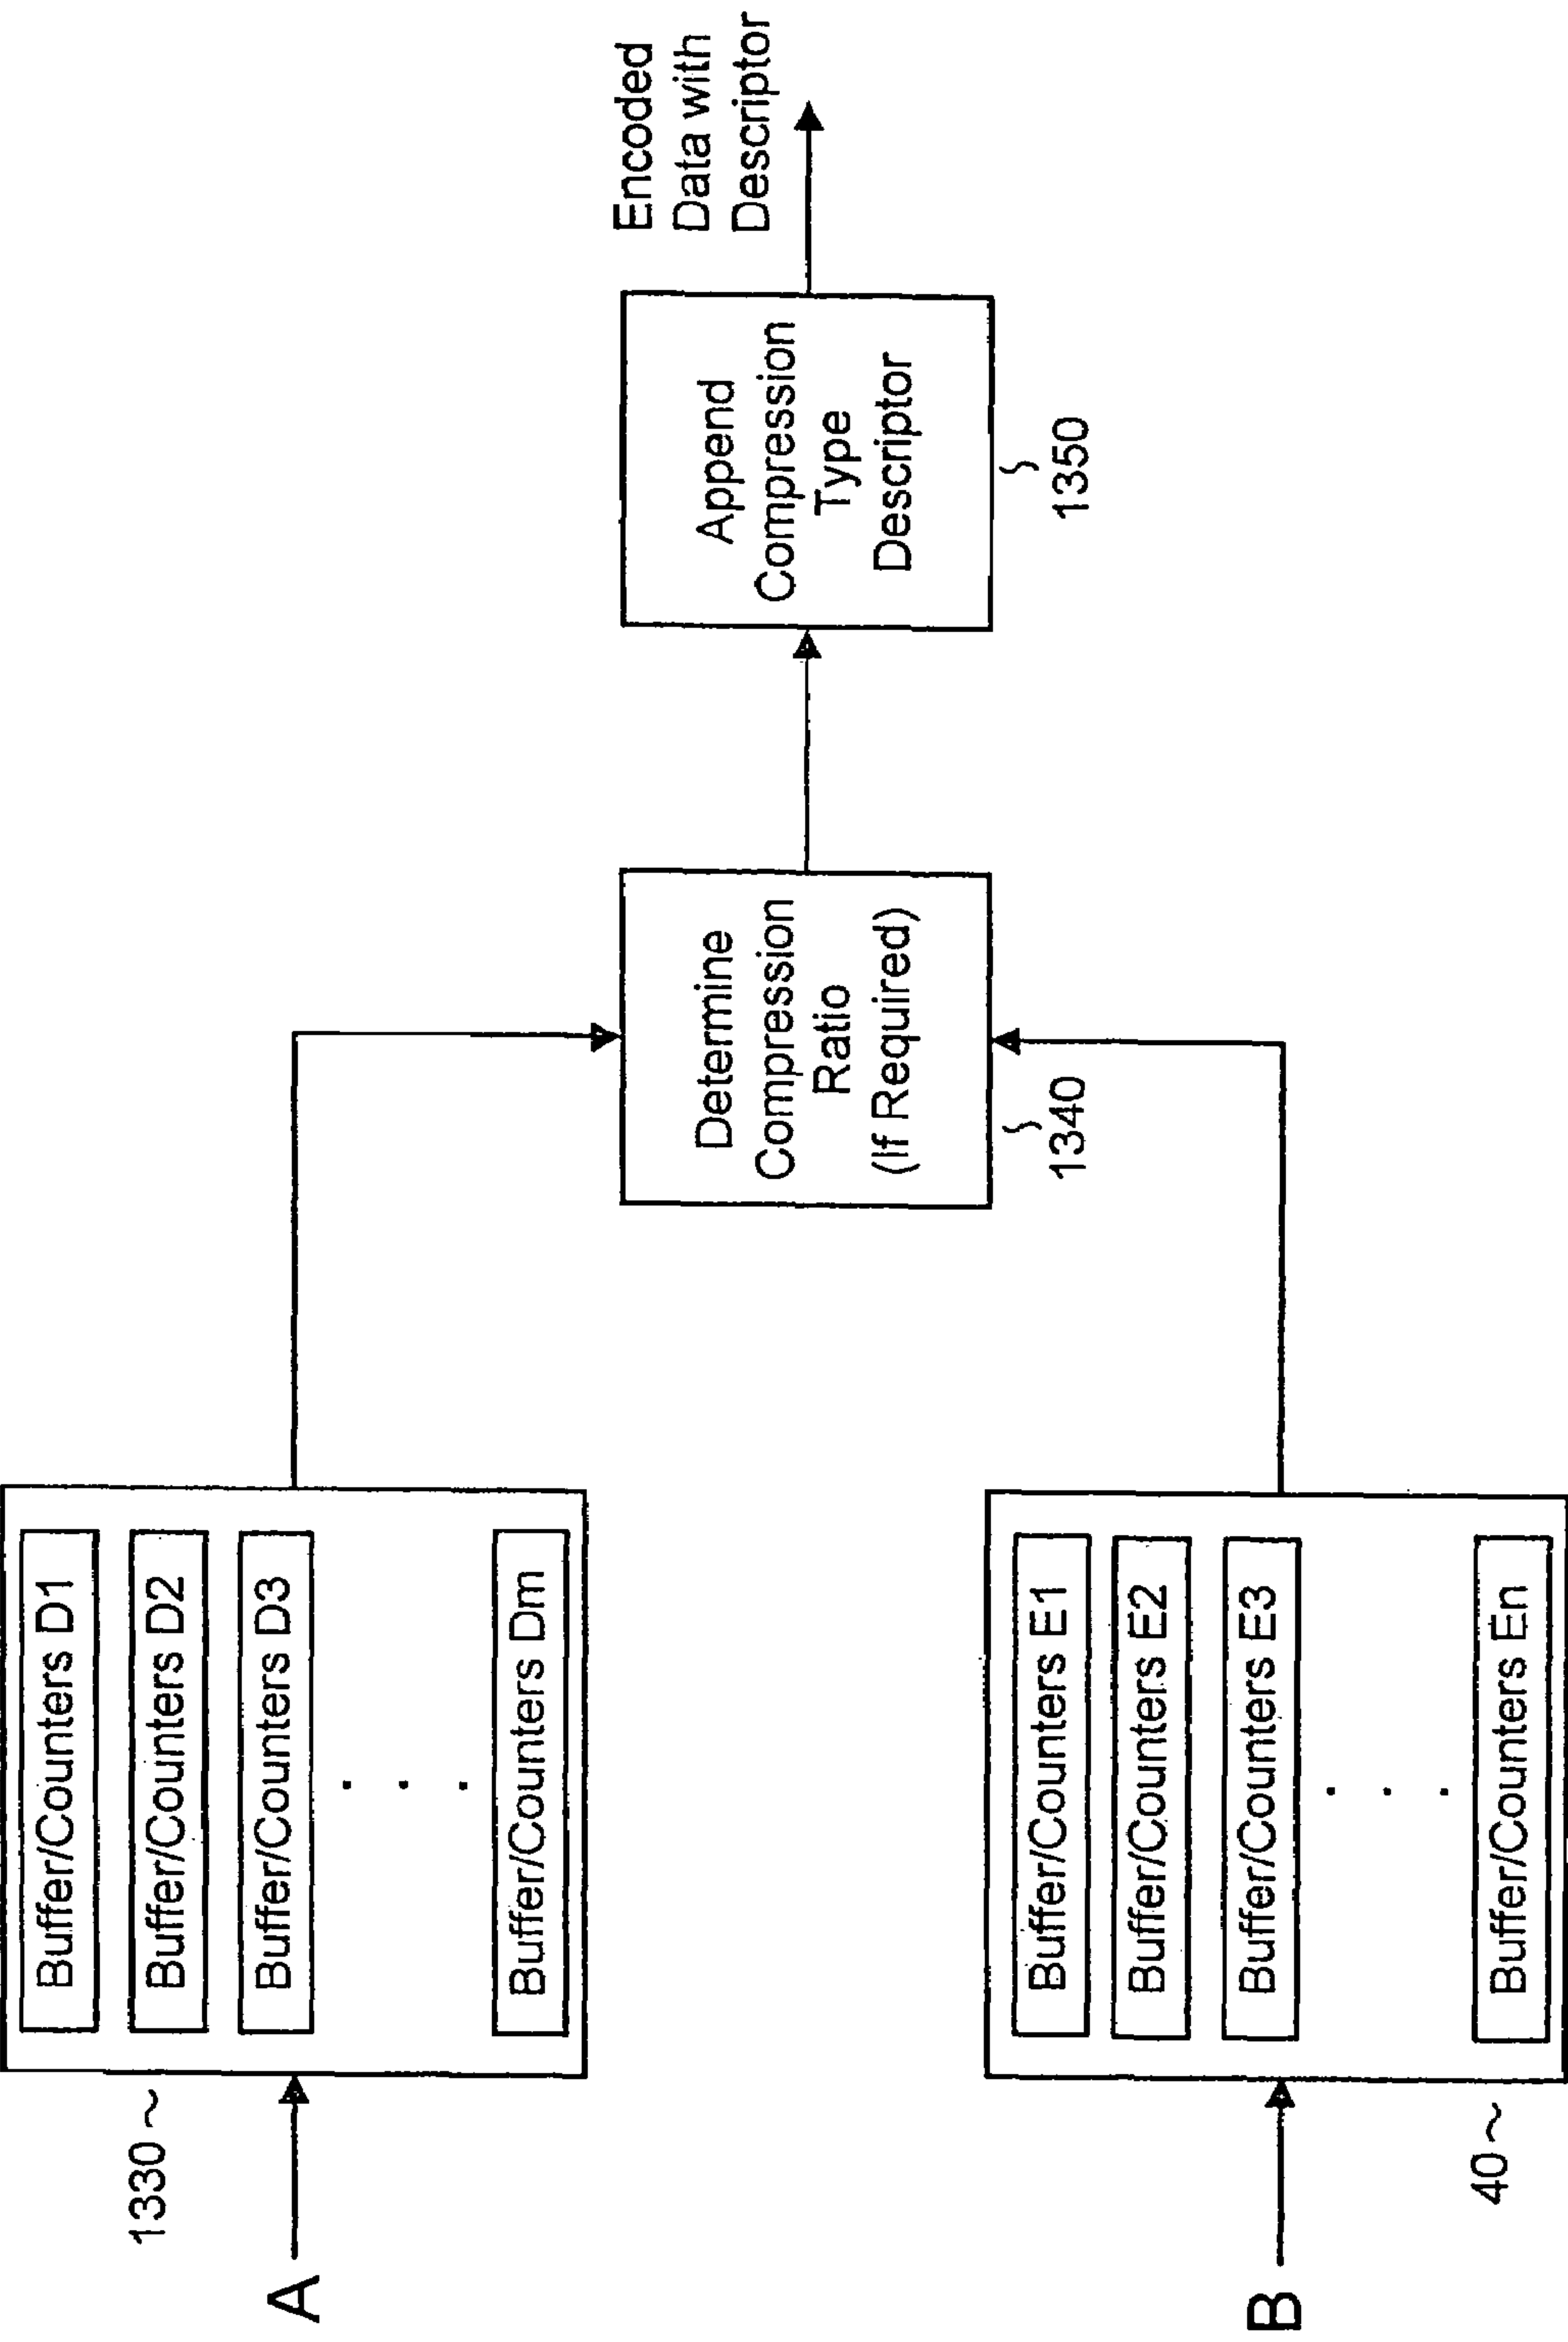 A
1330
Buffer/Counters D1
Buffer/Counters D2
Buffer/Counters D3
. . .
Buffer/Counters Dm
B
40
Buffer/Counters E1
Buffer/Counters E2
Buffer/Counters E3
. . .
Buffer/Counters En
Determine
Compression
Ratio
(If Required)
1340
Append
Compression
Type
Descriptor
1350
Encoded
Data with
Descriptor